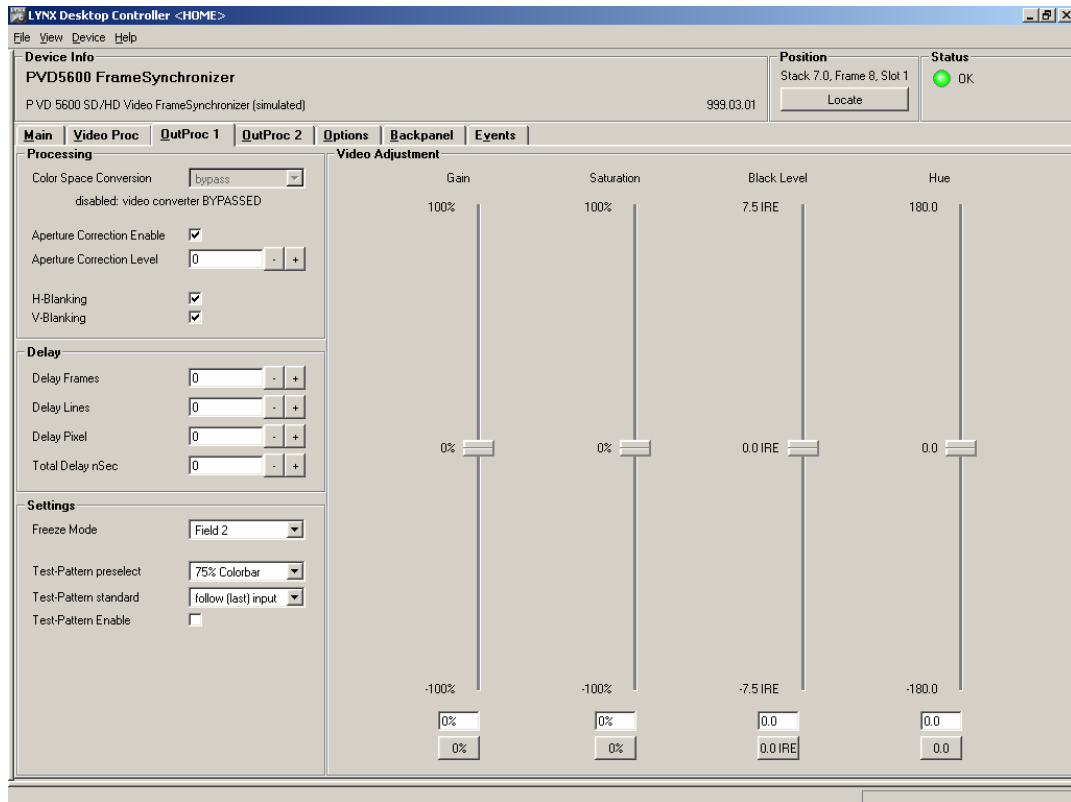 LYNX Desktop Controller <HOME>
File View Device Help
Device Info
PVD5600 FrameSynchronizer
P VD 5600 SD/HD Video FrameSynchronizer (simulated)
999.03.01
Position
Stack 7.0, Frame 8, Slot 1
Locate
Status
OK
Main Video Proc OutProc 1 OutProc 2 Options Backpanel Events
Processing
Color Space Conversion bypass
disabled: video converter BYPASSED
Aperture Correction Enable
Aperture Correction Level 0 - +
H-Blanking
V-Blanking
Delay
Delay Frames 0 - +
Delay Lines 0 - +
Delay Pixel 0 - +
Total Delay nSec 0 - +
Settings
Freeze Mode Field 2
Test-Pattern preselect 75% Colorbar
Test-Pattern standard follow (last) input
Test-Pattern Enable
Video Adjustment
Gain Saturation Black Level Hue
100% 100% 7.5 IRE 180.0
0% 0% 0.0 IRE 0.0
-100% -100% -7.5 IRE -180.0
0% 0% 0.0 0.0
0% 0% 0.0 IRE 0.0